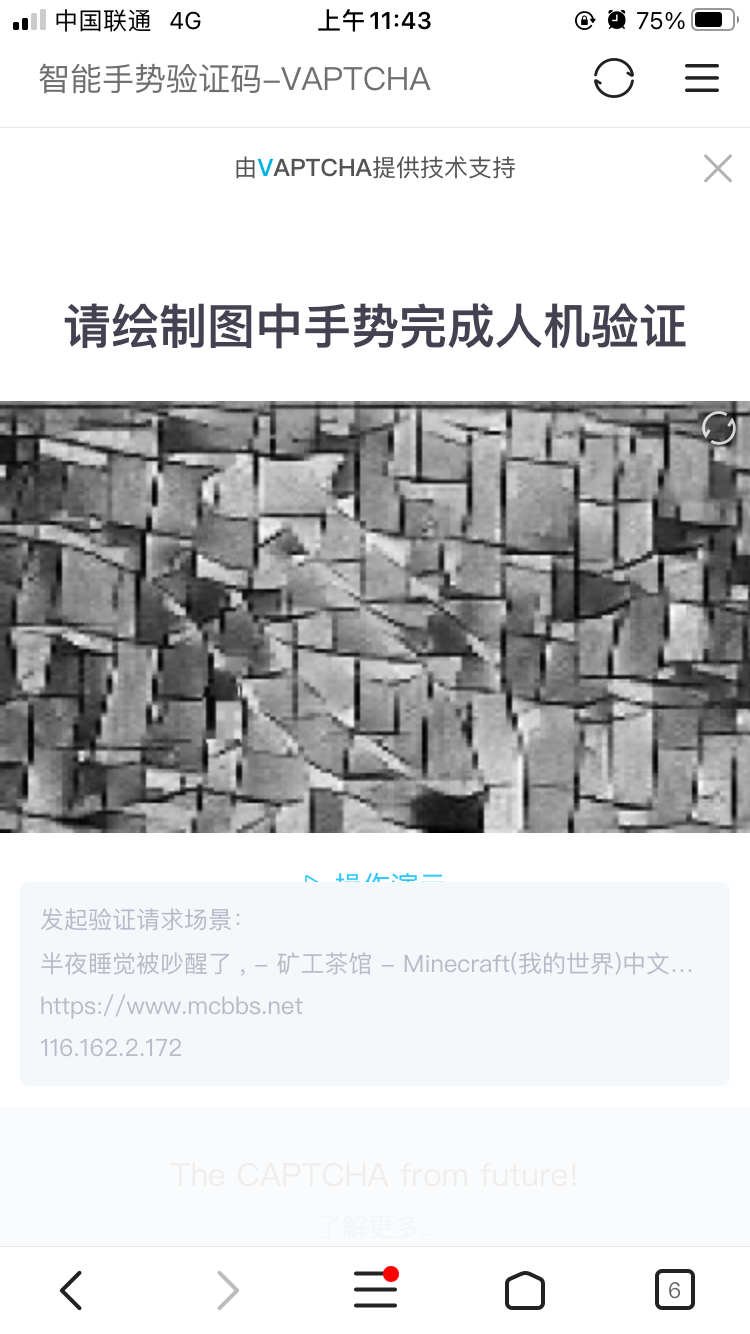 中国联通 4G 上午11:43 75%
智能手势验证码-VAPTCHA
由VAPTCHA提供技术支持
请绘制图中手势完成人机验证
操作演示
发起验证请求场景:
半夜睡觉被吵醒了，- 矿工茶馆 - Minecraft(我的世界)中文...
https://www.mcbbs.net
116.162.2.172
The CAPTCHA from future!
了解更多..
6